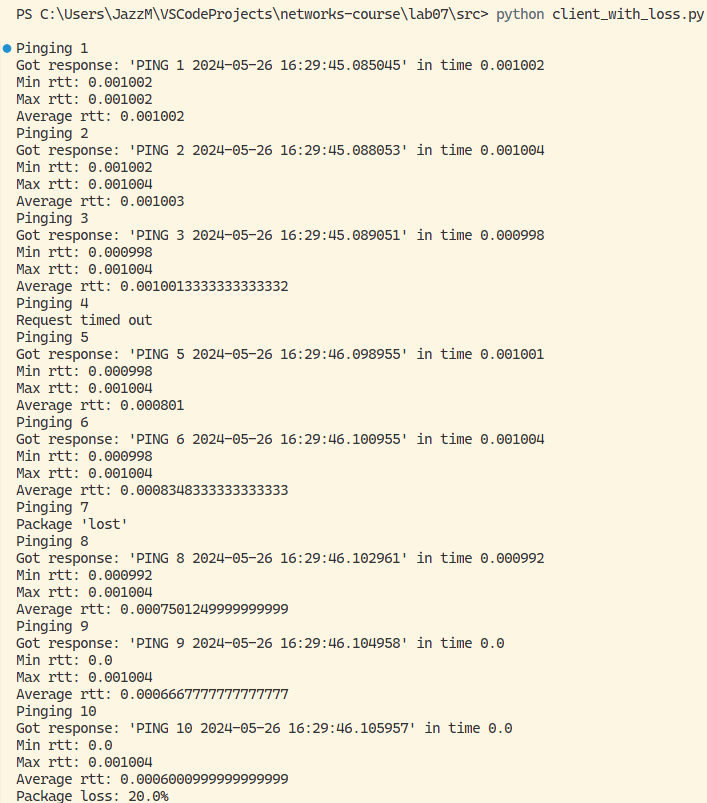 PS C:\Users\JazzM\VSCodeProjects\networks-course\lab07\src> python client_with_loss.py
Pinging 1
Got response: 'PING 1 2024-05-26 16:29:45.085045' in time 0.001002
Min rtt: 0.001002
Max rtt: 0.001002
Average rtt: 0.001002
Pinging 2
Got response: 'PING 2 2024-05-26 16:29:45.088053' in time 0.001004
Min rtt: 0.001002
Max rtt: 0.001004
Average rtt: 0.001003
Pinging 3
Got response: 'PING 3 2024-05-26 16:29:45.089051' in time 0.000998
Min rtt: 0.000998
Max rtt: 0.001004
Average rtt: 0.0010013333333333332
Pinging 4
Request timed out
Pinging 5
Got response: 'PING 5 2024-05-26 16:29:46.098955' in time 0.001001
Min rtt: 0.000998
Max rtt: 0.001004
Average rtt: 0.000801
Pinging 6
Got response: 'PING 6 2024-05-26 16:29:46.100955' in time 0.001004
Min rtt: 0.000998
Max rtt: 0.001004
Average rtt: 0.0008348333333333333
Pinging 7
Package 'lost'
Pinging 8
Got response: 'PING 8 2024-05-26 16:29:46.102961' in time 0.000992
Min rtt: 0.000992
Max rtt: 0.001004
Average rtt: 0.0007501249999999999
Pinging 9
Got response: 'PING 9 2024-05-26 16:29:46.104958' in time 0.0
Min rtt: 0.0
Max rtt: 0.001004
Average rtt: 0.0006667777777777777
Pinging 10
Got response: 'PING 10 2024-05-26 16:29:46.105957' in time 0.0
Min rtt: 0.0
Max rtt: 0.001004
Average rtt: 0.0006000999999999999
Package loss: 20.0%